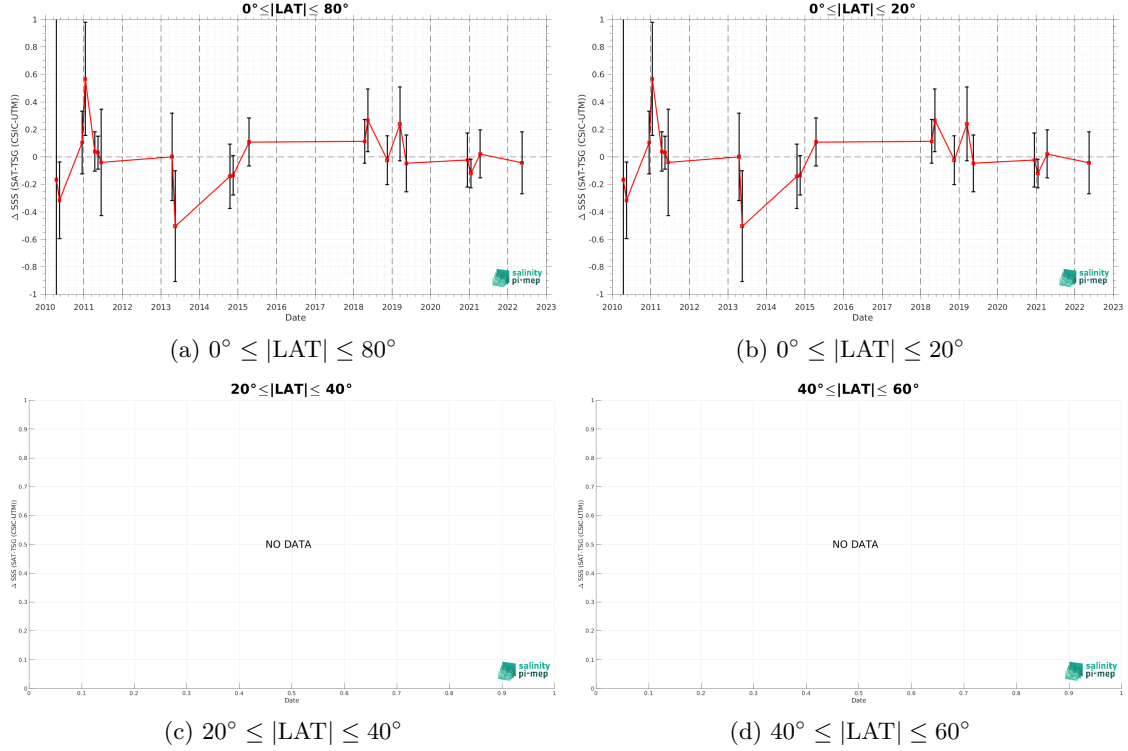 0°≤|LAT|≤ 80°
Δ SSS (SAT-TSG (CSIC-UTM))
1
0.8
0.6
0.4
0.2
0
-0.2
-0.4
-0.6
-0.8
-1
2010 2011 2012 2013 2014 2015 2016 2017 2018 2019 2020 2021 2022 2023
Date
salinity
pi-mep
(a) 0° ≤ |LAT| ≤ 80°
0°≤|LAT|≤ 20°
Δ SSS (SAT-TSG (CSIC-UTM))
1
0.8
0.6
0.4
0.2
0
-0.2
-0.4
-0.6
-0.8
-1
2010 2011 2012 2013 2014 2015 2016 2017 2018 2019 2020 2021 2022 2023
Date
salinity
pi-mep
(b) 0° ≤ |LAT| ≤ 20°
20°≤|LAT|≤ 40°
Δ SSS (SAT-TSG (CSIC-UTM))
1
0.9
0.8
0.7
0.6
0.5
0.4
0.3
0.2
0.1
0
NO DATA
0 0.1 0.2 0.3 0.4 0.5 0.6 0.7 0.8 0.9 1
Date
salinity
pi-mep
(c) 20° ≤ |LAT| ≤ 40°
40°≤|LAT|≤ 60°
Δ SSS (SAT-TSG (CSIC-UTM))
1
0.9
0.8
0.7
0.6
0.5
0.4
0.3
0.2
0.1
0
NO DATA
0 0.1 0.2 0.3 0.4 0.5 0.6 0.7 0.8 0.9 1
Date
salinity
pi-mep
(d) 40° ≤ |LAT| ≤ 60°